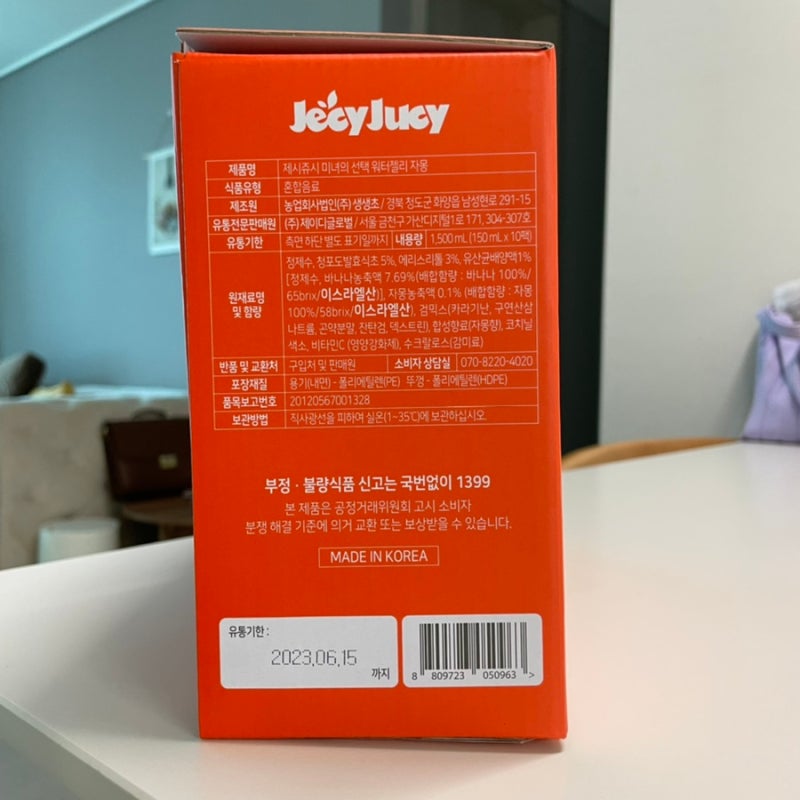 JecyJucy
제품명 제시쥬시 미녀의 선택 워터젤리 자몽
식품유형 혼합음료
제조원 농업회사법인(주) 생생초 / 경북 청도군 화양읍 남성현로 291-15
유통전문판매원 (주) 제이디글로벌 / 서울 금천구 가산디지털1로 171, 304-307호
유통기한 측면 하단 별도 표기일까지 내용량 1,500 mL (150 mL x 10팩)
원재료명 및 함량 정제수, 청포도발효식초 5%, 에리스리톨 3%, 유산균배양액1%
[정제수, 바나나농축액 7.69%(배합함량 : 바나나 100%/
65brix/이스라엘산)], 자몽농축액 0.1% (배합함량 : 자몽
100%/58brix/이스라엘산), 검믹스(카라기난, 구연산삼
나트륨, 곤약분말, 잔탄검, 덱스트린), 합성향료(자몽향), 코치닐
색소, 비타민C (영양강화제), 수크랄로스(감미료)
반품 및 교환처 구입처 및 판매원 소비자 상담실 070-8220-4020
포장재질 용기(내면) - 폴리에틸렌(PE) 뚜껑 - 폴리에틸렌(HDPE)
품목보고번호 20120567001328
보관방법 직사광선을 피하여 실온(1~35℃)에 보관하십시오.
부정 · 불량식품 신고는 국번없이 1399
본 제품은 공정거래위원회 고시 소비자
분쟁 해결 기준에 의거 교환 또는 보상받을 수 있습니다.
MADE IN KOREA
유통기한 :
2023.06.15
까지
8 809723 050963 >